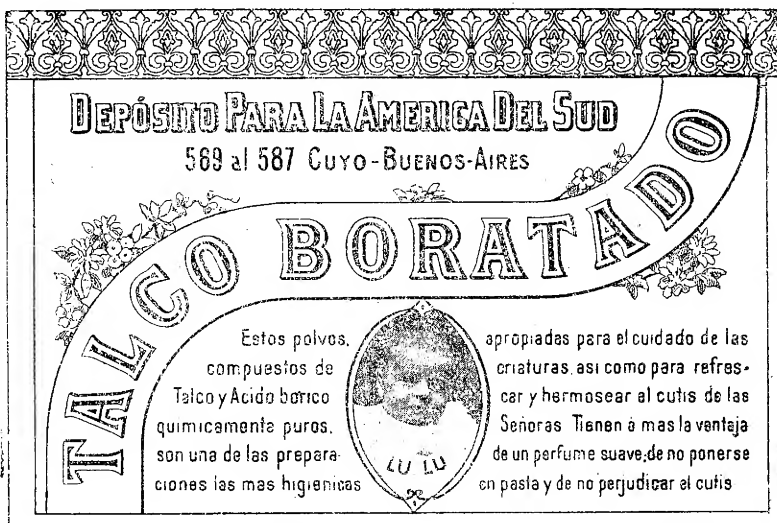 DEPÓSITO PARA LA AMERICA DEL SUD
589 al 587 CUYO-BUENOS-AIRES
TALCO BORATADO
Estos polvos,
compuestos de
Talco y Acido borico
quimicamente puros,
son una de las prepara-
ciones las mas higienicas
LU LU
apropiadas para el cuidado de las
criaturas, asi como para refres-
car y hermosear al cutis de las
Señoras Tienen á mas la ventaja
de un perfume suave, de no ponerse
en pasta y de no perjudicar el cutis